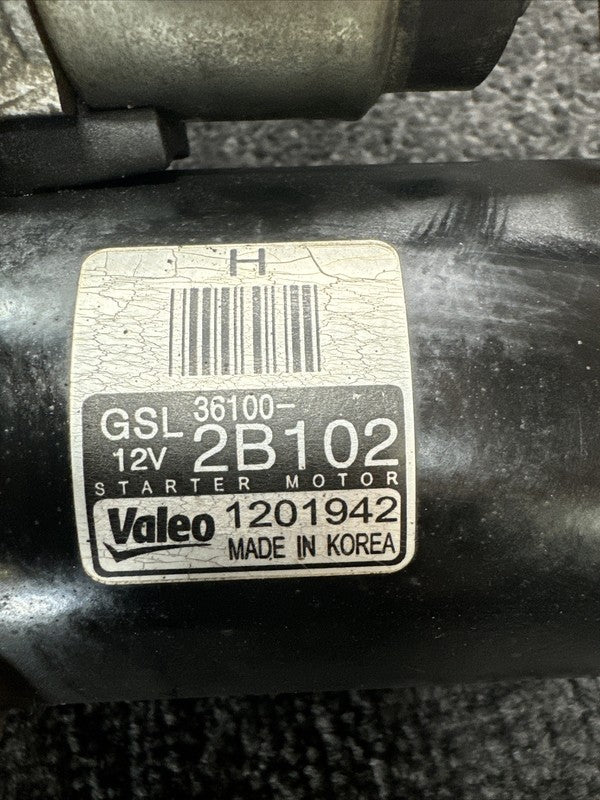 H
GSL 36100-
12V 2B102
STARTER MOTOR
Valeo 1201942
MADE IN KOREA